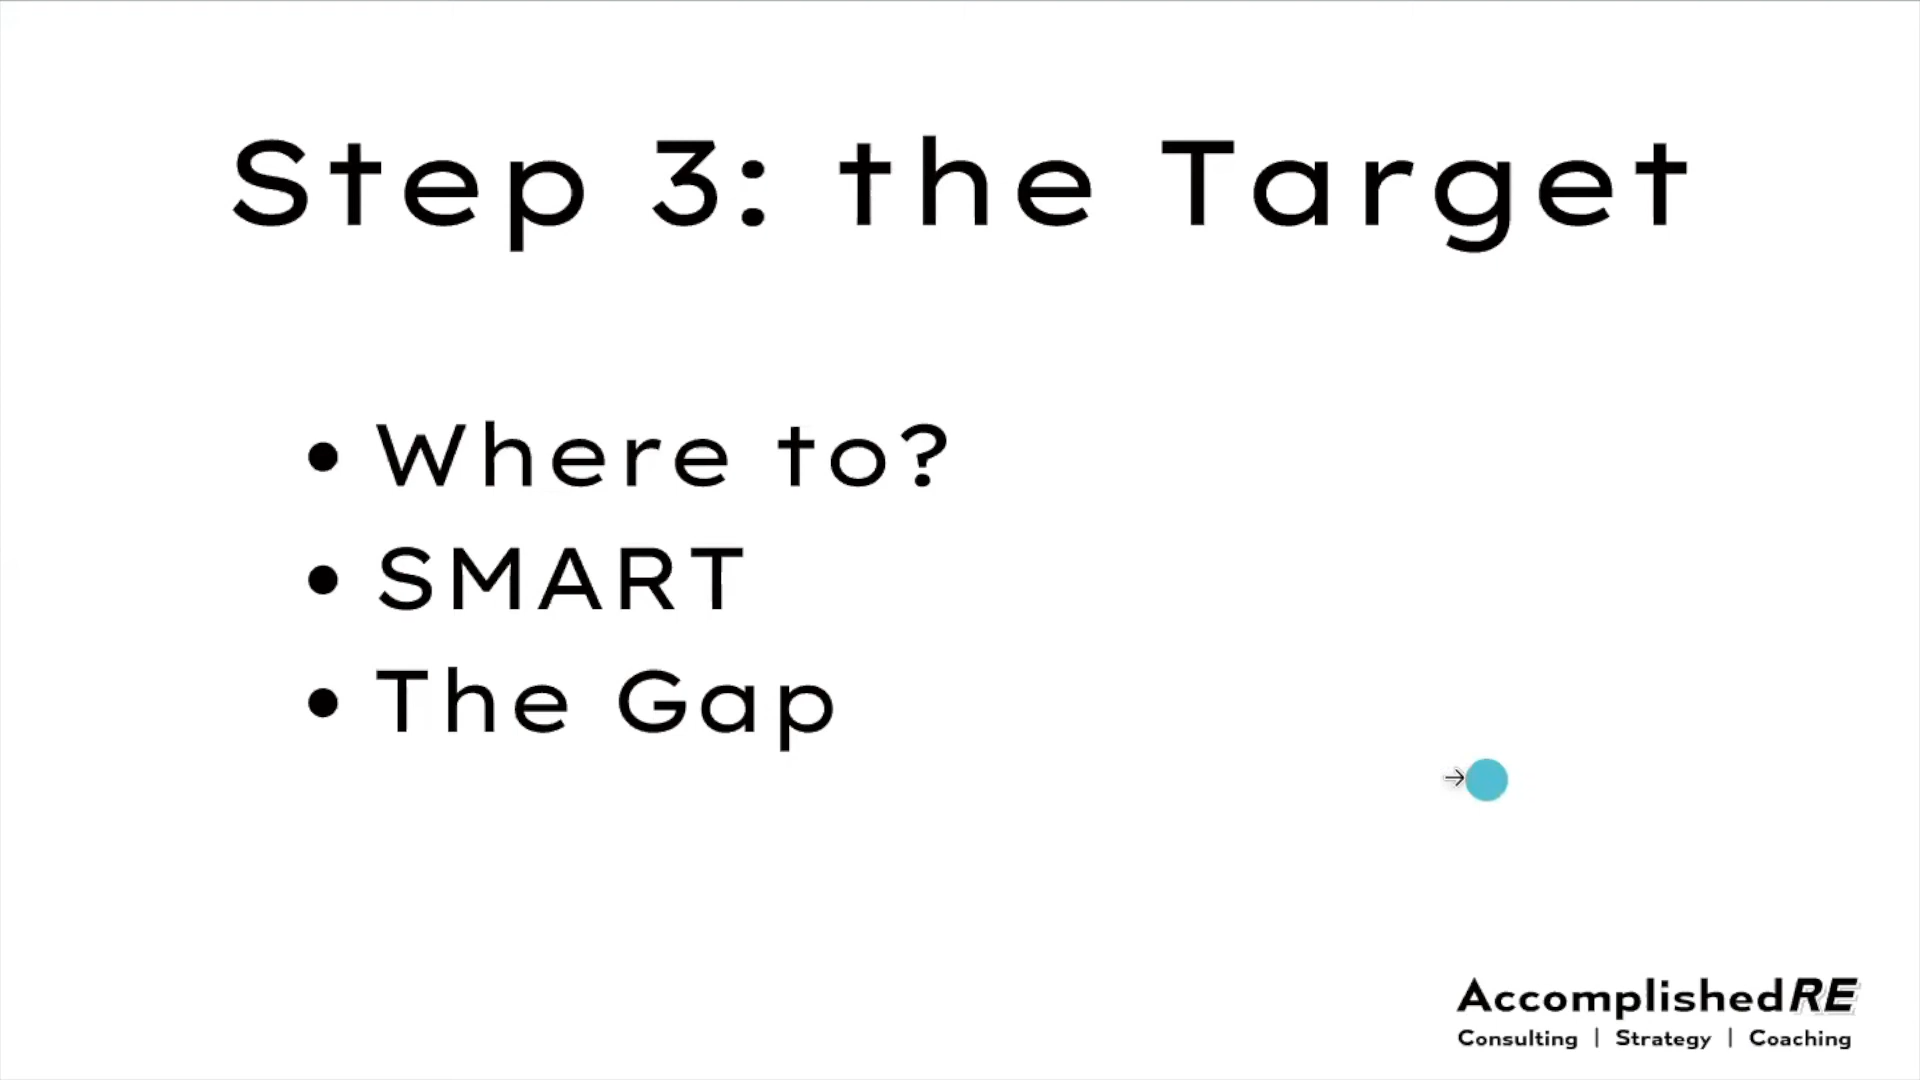 Step 3: the Target
• Where to?
• SMART
• The Gap
AccomplishedRE
Consulting | Strategy | Coaching